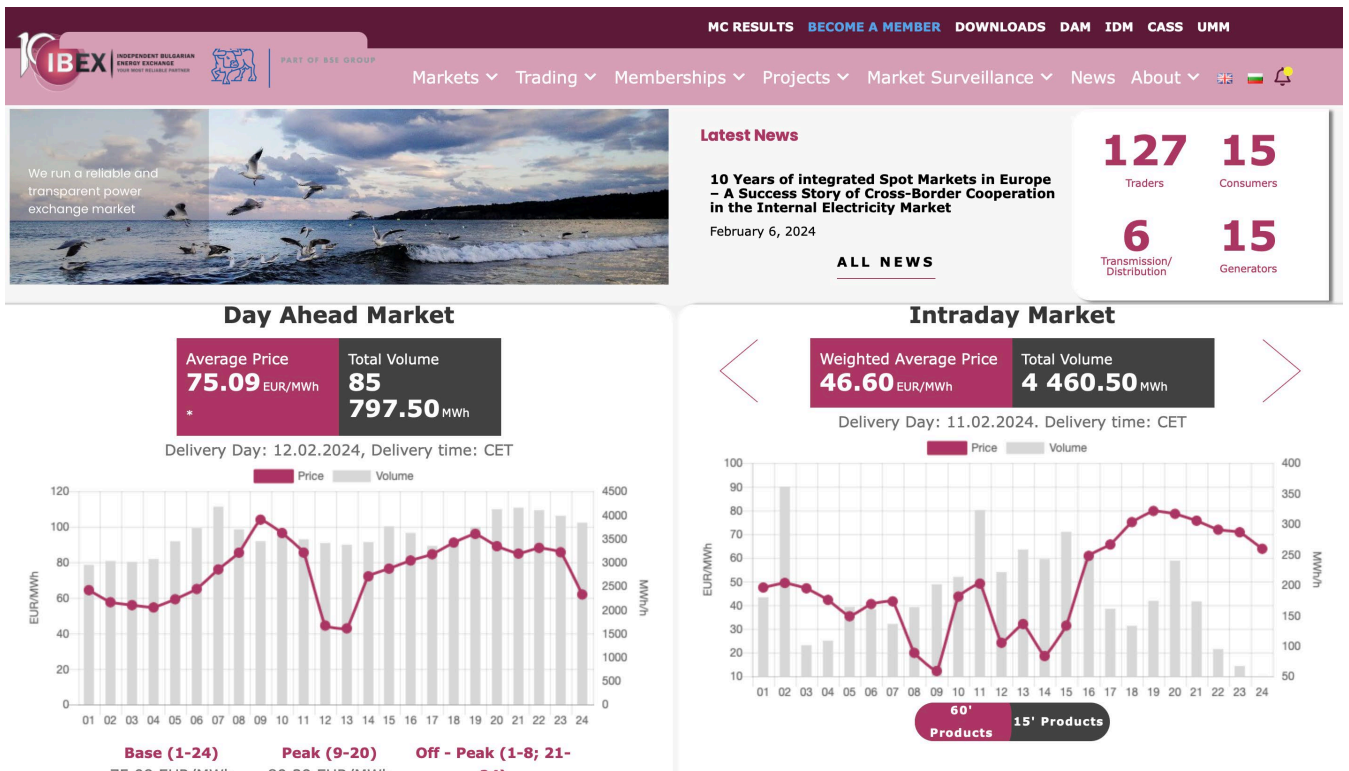 MC RESULTS BECOME A MEMBER DOWNLOADS DAM IDM CASS UMM
IBEX INDEPENDENT BULGARIAN
ENERGY EXCHANGE
YOUR MOST RELIABLE PARTNER
PART OF BSE GROUP
Markets Trading Memberships Projects Market Surveillance News About
We run a reliable and
transparent power
exchange market
Latest News
10 Years of integrated Spot Markets in Europe
– A Success Story of Cross-Border Cooperation
in the Internal Electricity Market
February 6, 2024
ALL NEWS
127 15
Traders Consumers
6 15
Transmission/
Distribution
Generators
Day Ahead Market
Average Price
75.09 EUR/MWh
*
Total Volume
85
797.50 MWh
Delivery Day: 12.02.2024, Delivery time: CET
Price Volume
120
100
80
60
40
20
0
EUR/MWh
4500
4000
3500
3000
2500
2000
1500
1000
500
0
MWh/h
01 02 03 04 05 06 07 08 09 10 11 12 13 14 15 16 17 18 19 20 21 22 23 24
Base (1-24) Peak (9-20) Off - Peak (1-8; 21-
Intraday Market
Weighted Average Price
46.60 EUR/MWh
Total Volume
4 460.50 MWh
Delivery Day: 11.02.2024. Delivery time: CET
Price Volume
100
90
80
70
60
50
40
30
20
10
EUR/MWh
400
350
300
250
200
150
100
50
MWh/h
01 02 03 04 05 06 07 08 09 10 11 12 13 14 15 16 17 18 19 20 21 22 23 24
60'
Products
15' Products